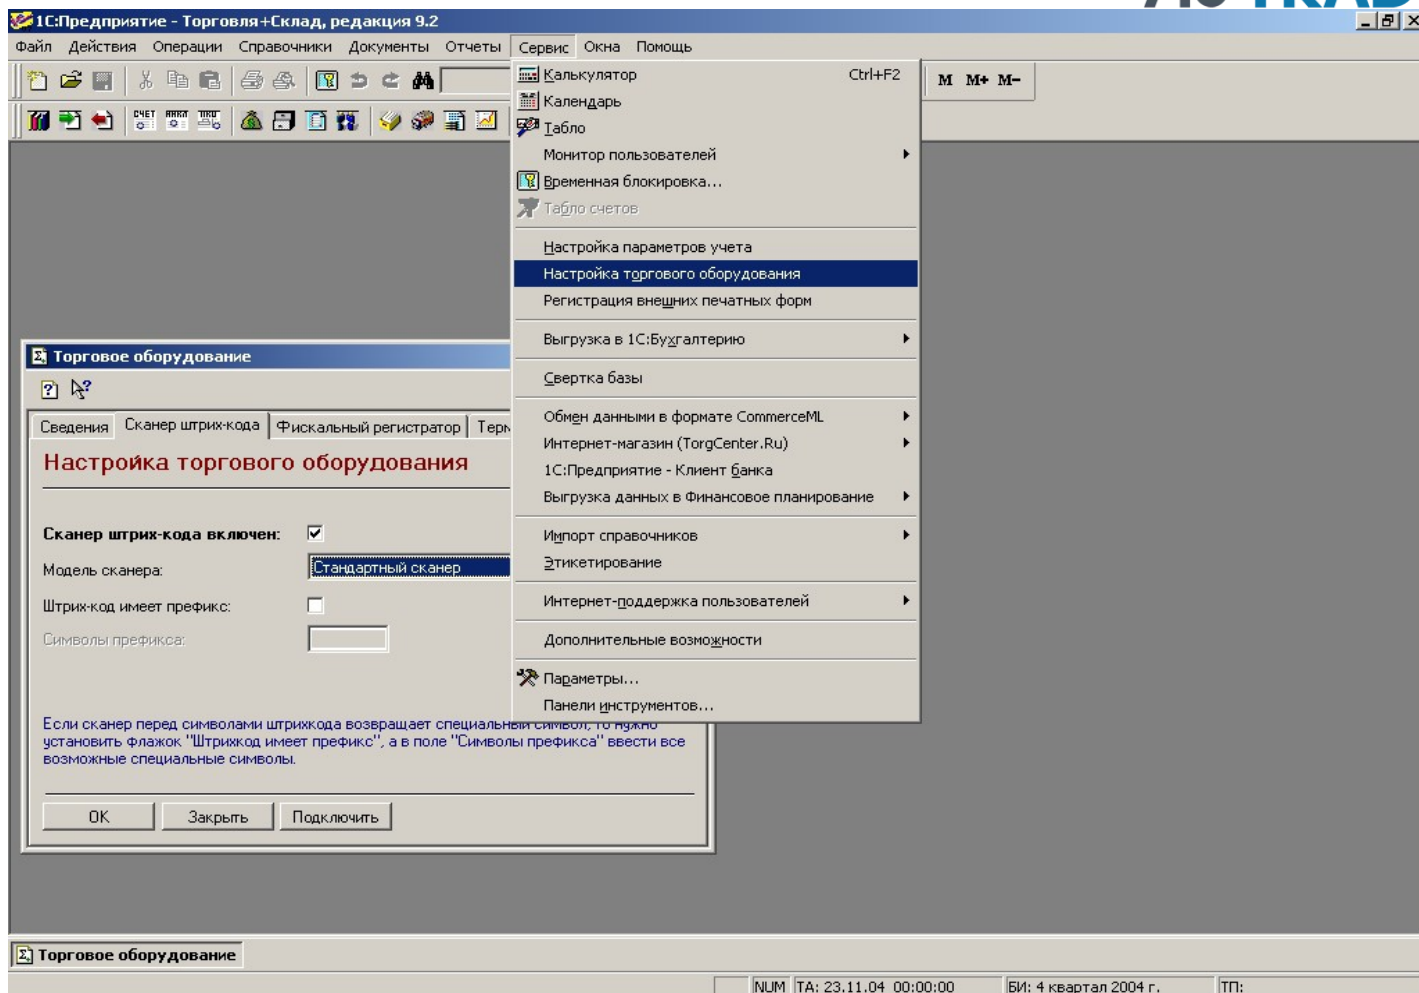 1С:Предприятие - Торговля+Склад, редакция 9.2
Файл Действия Операции Справочники Документы Отчеты Сервис Окна Помощь
M M+ M-
СЧЕТ
Калькулятор Ctrl+F2
Календарь
Табло
Монитор пользователей
Временная блокировка...
Табло счетов
Настройка параметров учета
Настройка торгового оборудования
Регистрация внешних печатных форм
Выгрузка в 1С:Бухгалтерию
Свертка базы
Обмен данными в формате CommerceML
Интернет-магазин (TorgCenter.Ru)
1С:Предприятие - Клиент банка
Выгрузка данных в Финансовое планирование
Импорт справочников
Этикетирование
Интернет-поддержка пользователей
Дополнительные возможности
Параметры...
Панели инструментов...
Торговое оборудование
Сведения Сканер штрих-кода Фискальный регистратор
Настройка торгового оборудования
Сканер штрих-кода включен:
Модель сканера: Стандартный сканер
Штрих-код имеет префикс:
Символы префикса:
Если сканер перед символами штрихкода возвращает специальный символ, то нужно
установить флажок "Штрихкод имеет префикс", а в поле "Символы префикса" ввести все
возможные специальные символы.
OK Закрыть Подключить
Торговое оборудование
NUM ТА: 23.11.04 00:00:00 БИ: 4 квартал 2004 г. ТП: